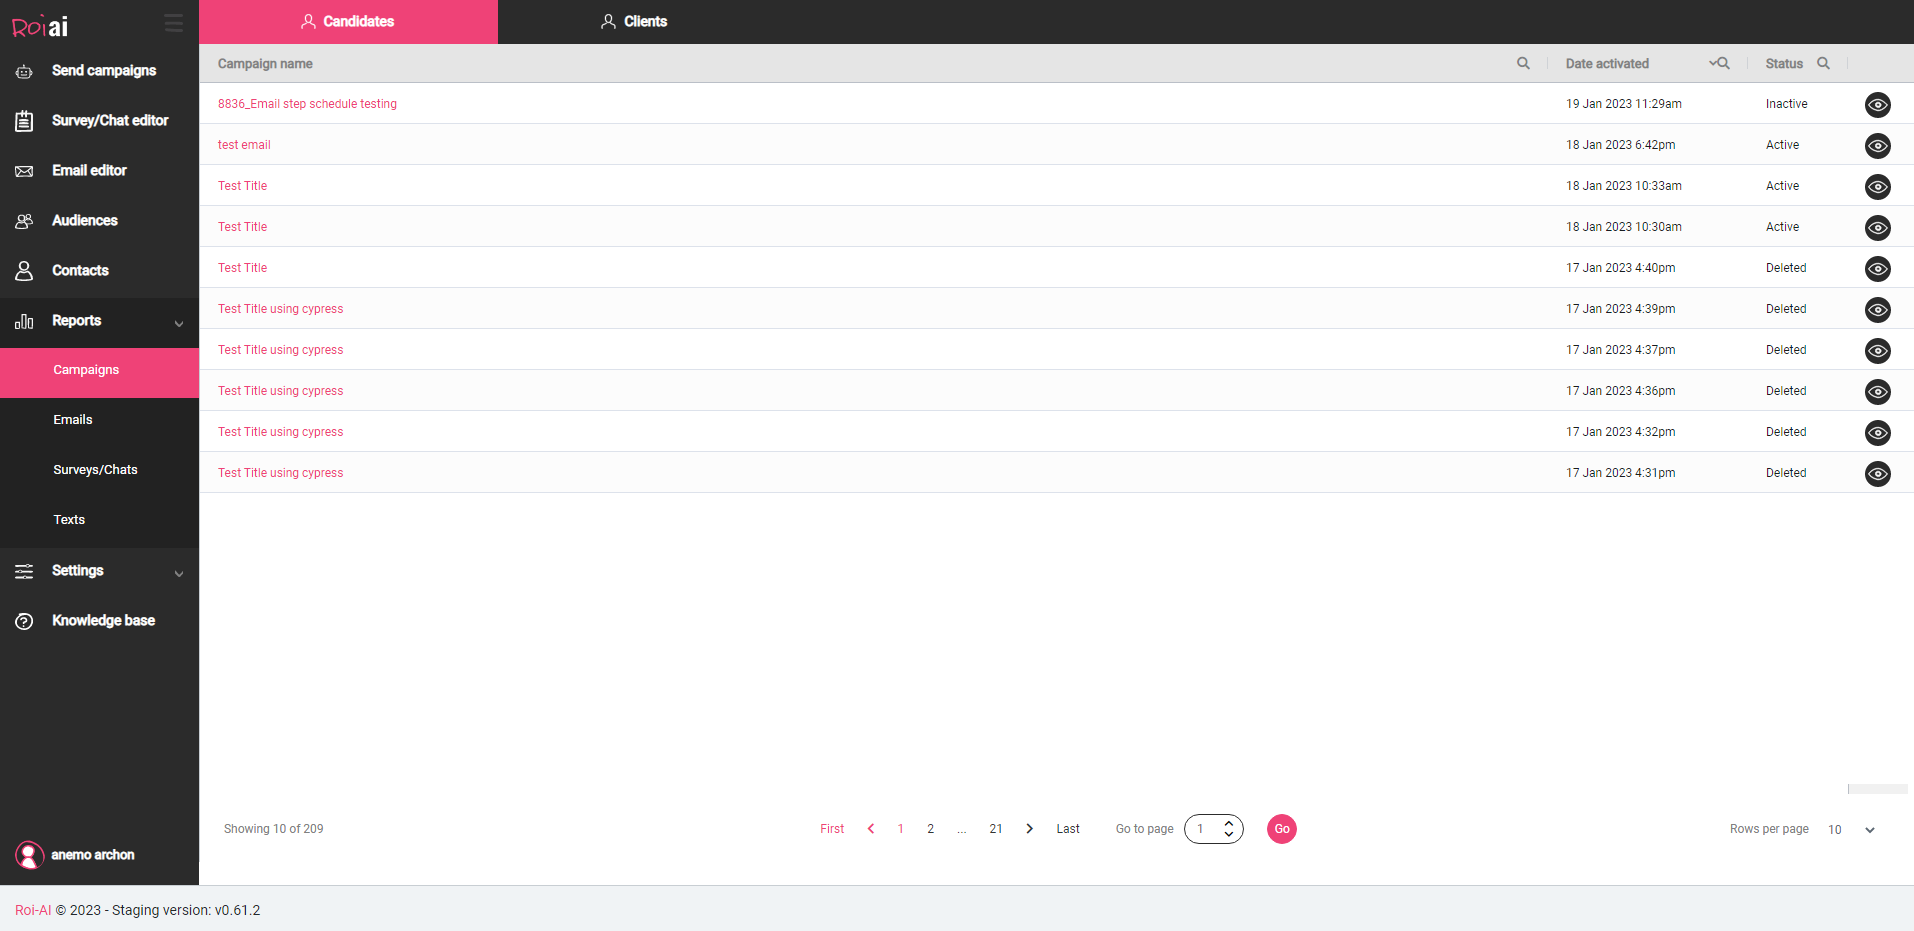 Roiai
Candidates
Clients
Send campaigns
Survey/Chat editor
Email editor
Audiences
Contacts
Reports
Campaigns
Emails
Surveys/Chats
Texts
Settings
Knowledge base
anemo archon
Campaign name Date activated Status
8836_Email step schedule testing 19 Jan 2023 11:29am Inactive
test email 18 Jan 2023 6:42pm Active
Test Title 18 Jan 2023 10:33am Active
Test Title 18 Jan 2023 10:30am Active
Test Title 17 Jan 2023 4:40pm Deleted
Test Title using cypress 17 Jan 2023 4:39pm Deleted
Test Title using cypress 17 Jan 2023 4:37pm Deleted
Test Title using cypress 17 Jan 2023 4:36pm Deleted
Test Title using cypress 17 Jan 2023 4:32pm Deleted
Test Title using cypress 17 Jan 2023 4:31pm Deleted
Showing 10 of 209 First 1 2 ... 21 Last Go to page 1 Go Rows per page 10
Roi-AI © 2023 - Staging version: v0.61.2